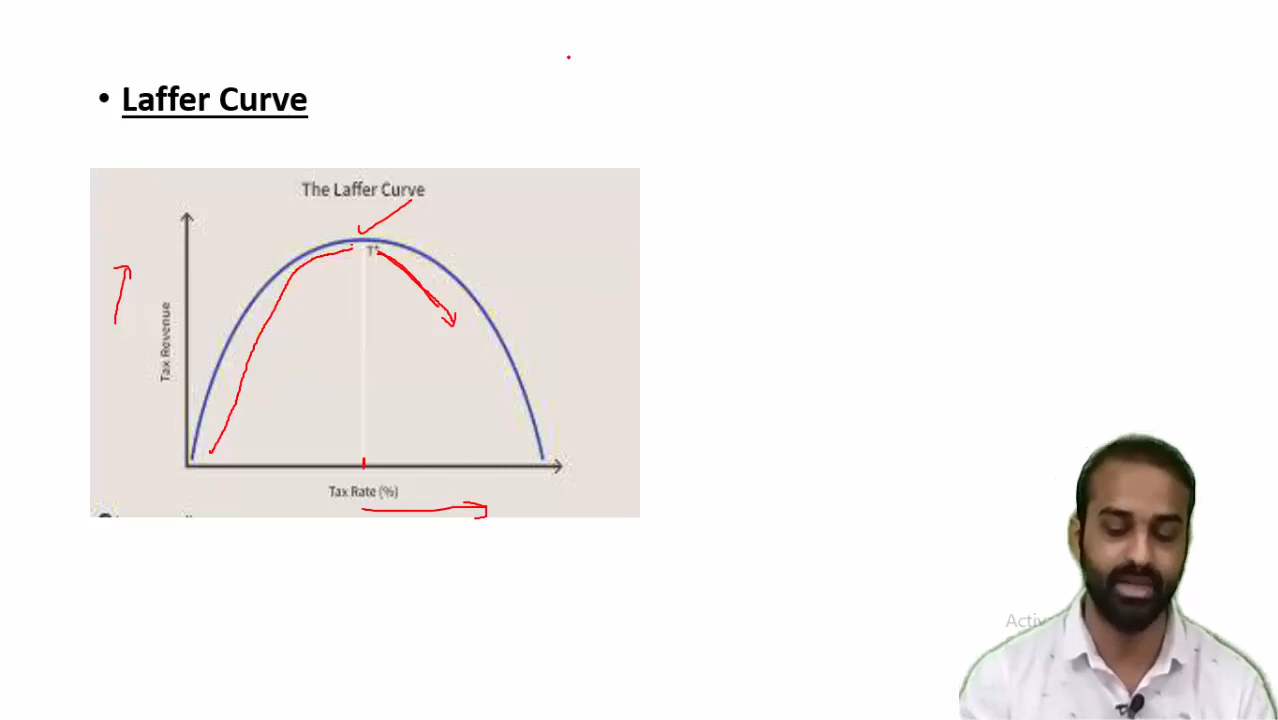 • Laffer Curve
The Laffer Curve
T*
Tax Revenue
Tax Rate (%)